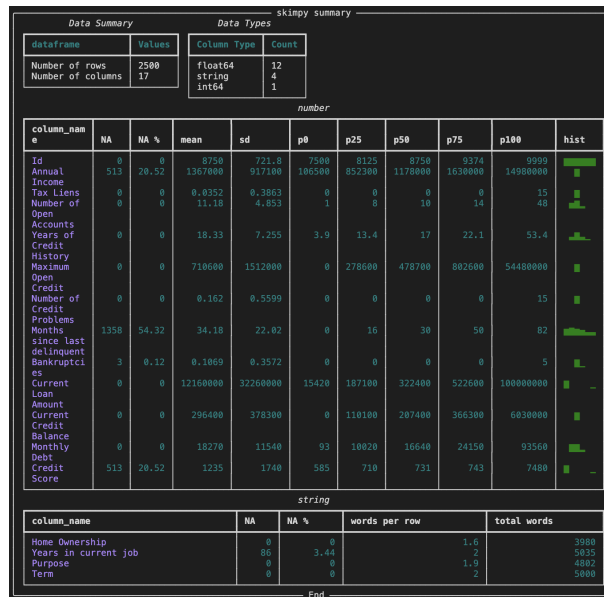 skimpy summary
Data Summary Data Types
dataframe Values Column Type Count
Number of rows 2500 float64 12
Number of columns 17 string 4
int64 1
number
column_nam
e NA NA % mean sd p0 p25 p50 p75 p100 hist
Id 0 0 8750 721.8 7500 8125 8750 9374 9999
Annual 513 20.52 1367000 917100 106500 852300 1178000 1630000 14980000
Income
Tax Liens 0 0 0.0352 0.3863 0 0 0 0 15
Number of 0 0 11.18 4.853 1 8 10 14 48
Open
Accounts
Years of 0 0 18.33 7.255 3.9 13.4 17 22.1 53.4
Credit
History
Maximum 0 0 710600 1512000 0 278600 478700 802600 54480000
Open
Credit
Number of 0 0 0.162 0.5599 0 0 0 0 15
Credit
Problems
Months 1358 54.32 34.18 22.02 0 16 30 50 82
since last
delinquent
Bankruptci 3 0.12 0.1069 0.3572 0 0 0 0 5
es
Current 0 0 12160000 32260000 15420 187100 322400 522600 100000000
Loan
Amount
Current 0 0 296400 378300 0 110100 207400 366300 6030000
Credit
Balance
Monthly 0 0 18270 11540 93 10020 16640 24150 93560
Debt
Credit 513 20.52 1235 1740 585 710 731 743 7480
Score
string
column_name NA NA % words per row total words
Home Ownership 0 0 1.6 3980
Years in current job 86 3.44 2 5035
Purpose 0 0 1.9 4802
Term 0 0 2 5000
End